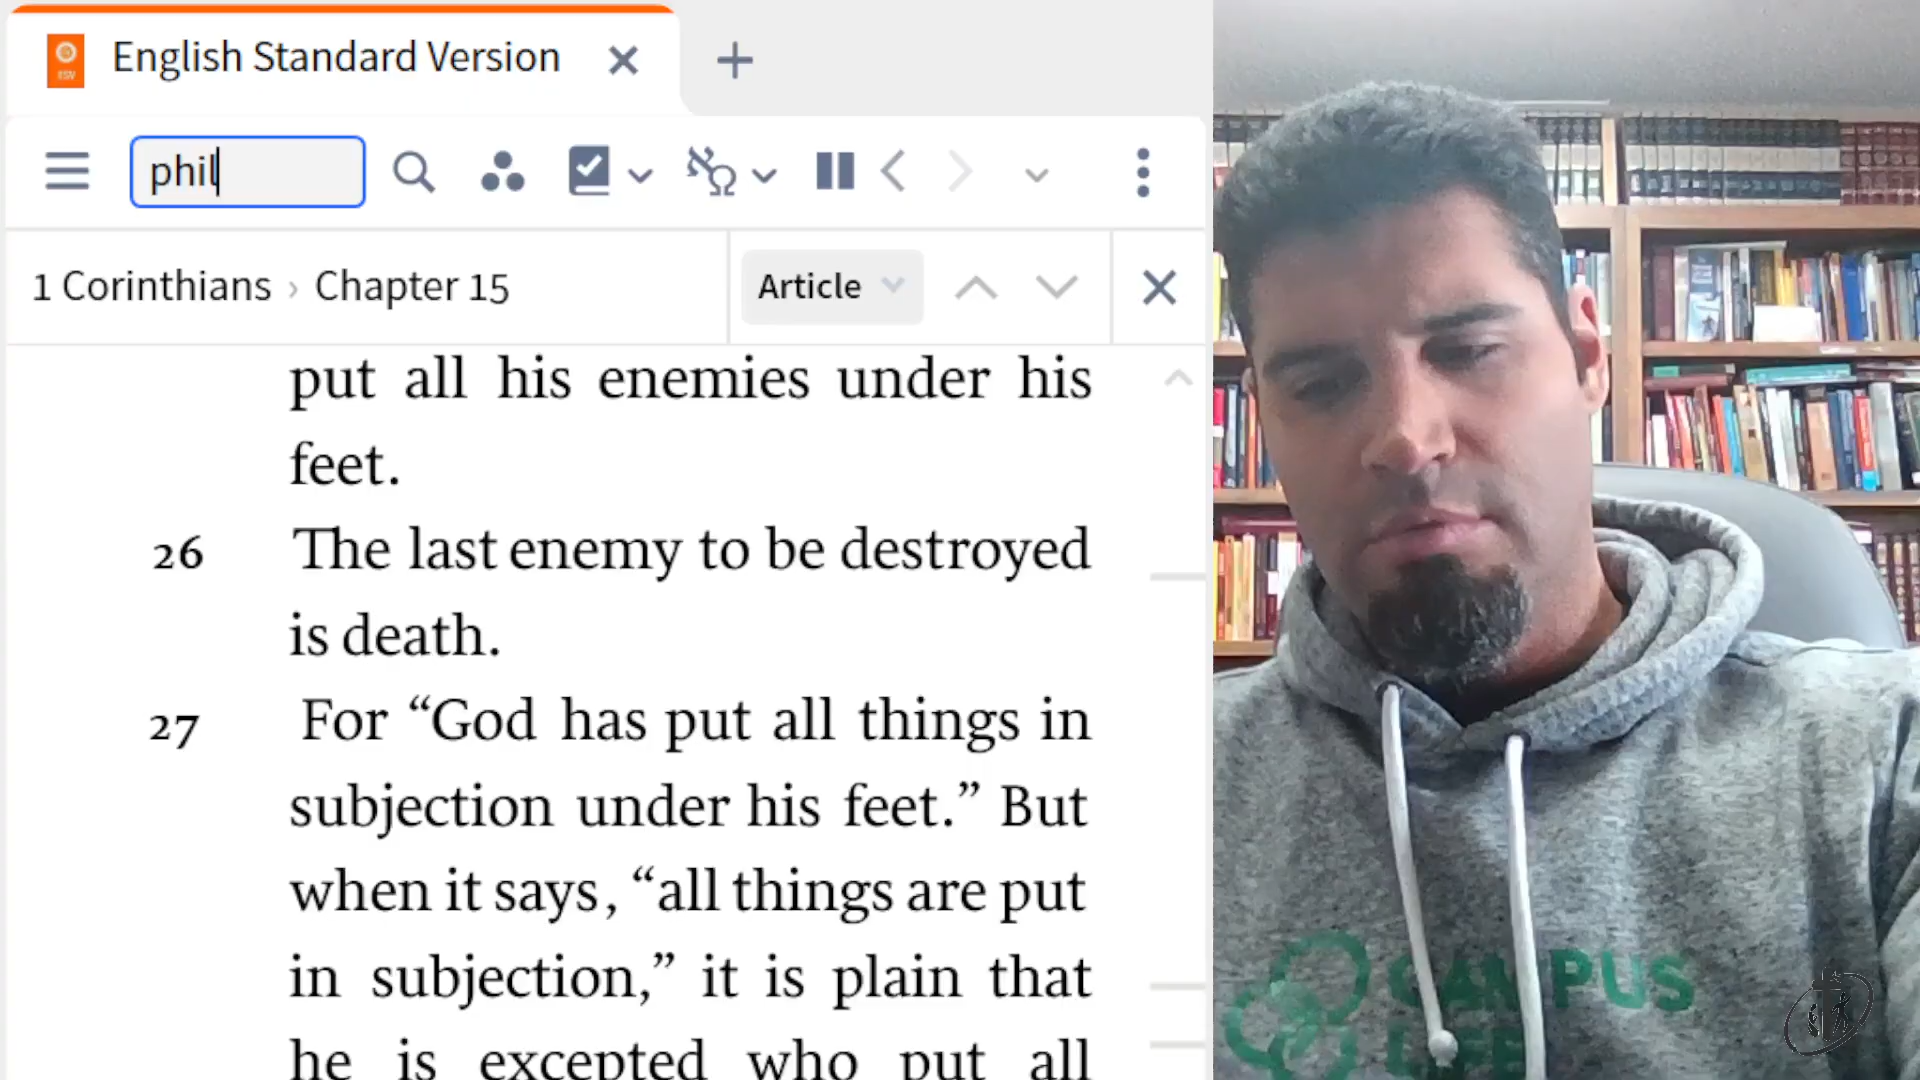 English Standard Version
ESV
phil
1 Corinthians › Chapter 15
Article
put all his enemies under his
feet.
26 The last enemy to be destroyed
is death.
27 For “God has put all things in
subjection under his feet.” But
when it says, “all things are put
in subjection,” it is plain that
he is excepted who put all
CAMPUS
LIFE